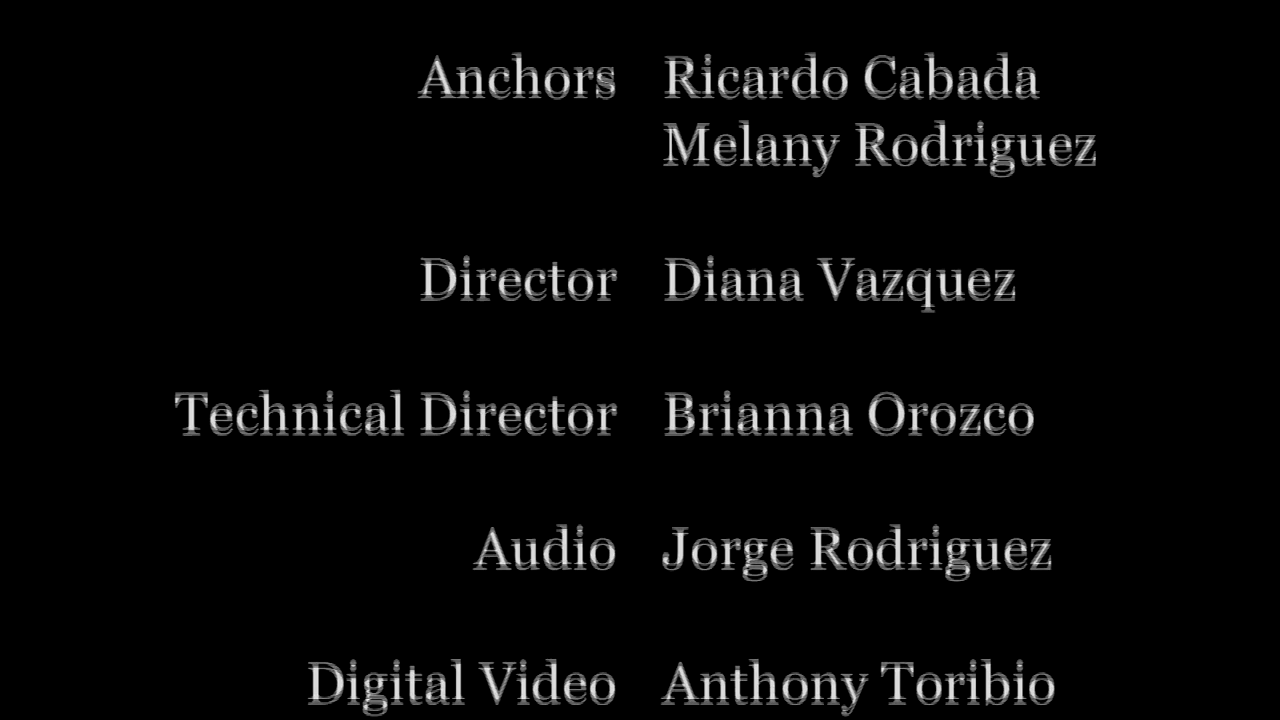 Anchors Ricardo Cabada
Melany Rodriguez
Director Diana Vazquez
Technical Director Brianna Orozco
Audio Jorge Rodriguez
Digital Video Anthony Toribio